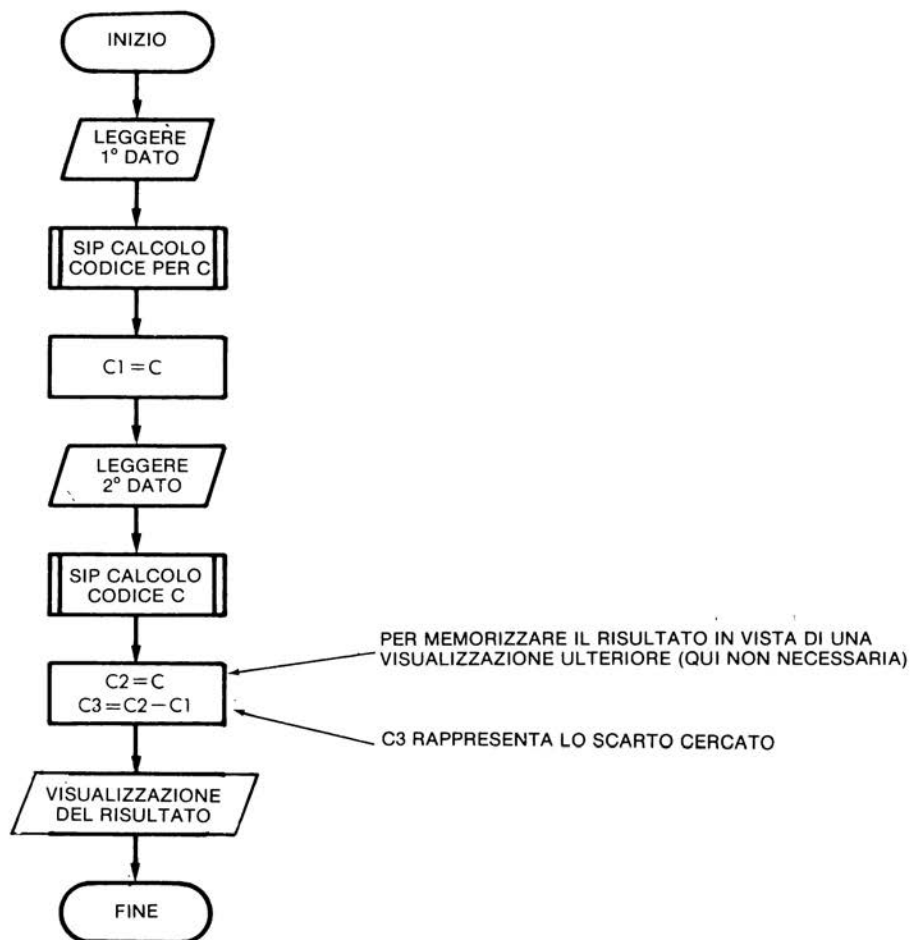 INIZIO
LEGGERE
1° DATO
SIP CALCOLO
CODICE PER C
C1=C
LEGGERE
2° DATO
SIP CALCOLO
CODICE C
C2=C
C3=C2-C1
PER MEMORIZZARE IL RISULTATO IN VISTA DI UNA
VISUALIZZAZIONE ULTERIORE (QUI NON NECESSARIA)
C3 RAPPRESENTA LO SCARTO CERCATO
VISUALIZZAZIONE
DEL RISULTATO
FINE